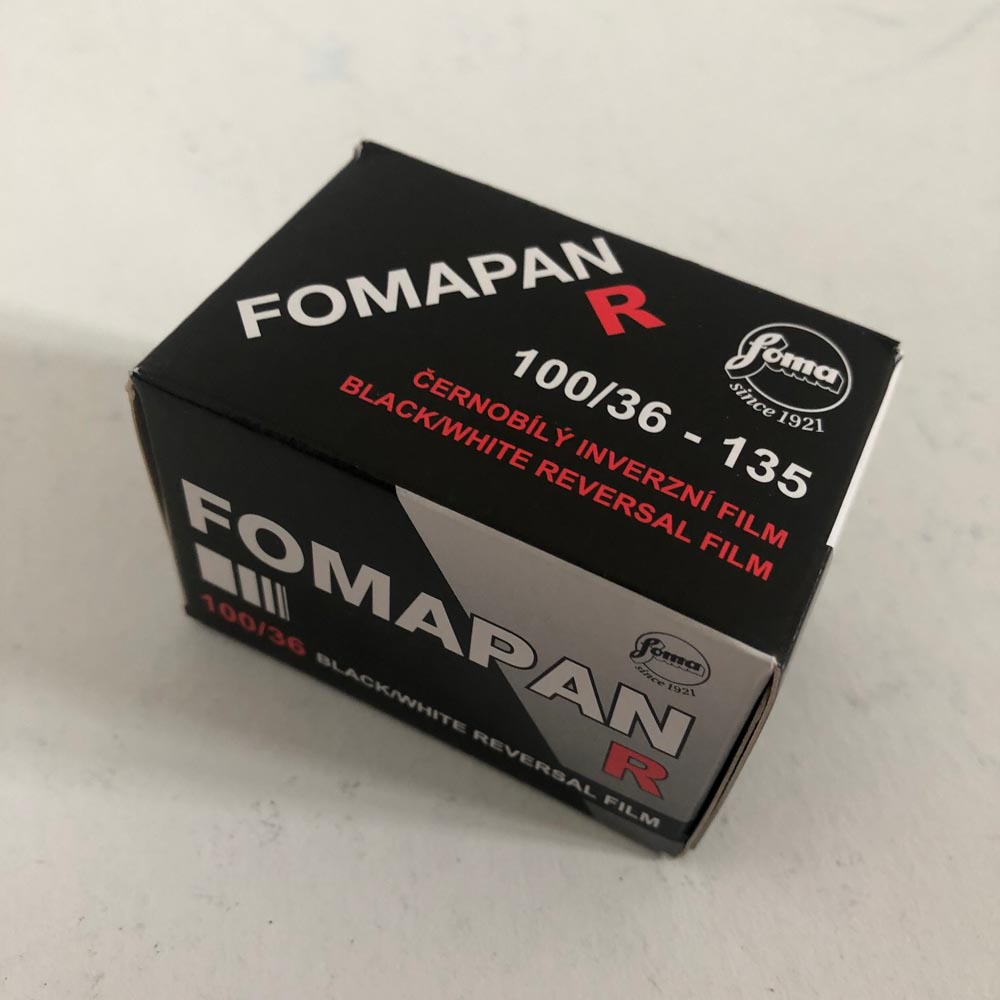 FOMAPAN
R
100/36 - 135
ČERNOBÍLÝ INVERZNÍ FILM
BLACK/WHITE REVERSAL FILM
foma
since 1921
FOMAPAN
R
100/36 BLACK/WHITE REVERSAL FILM
foma
since 1921